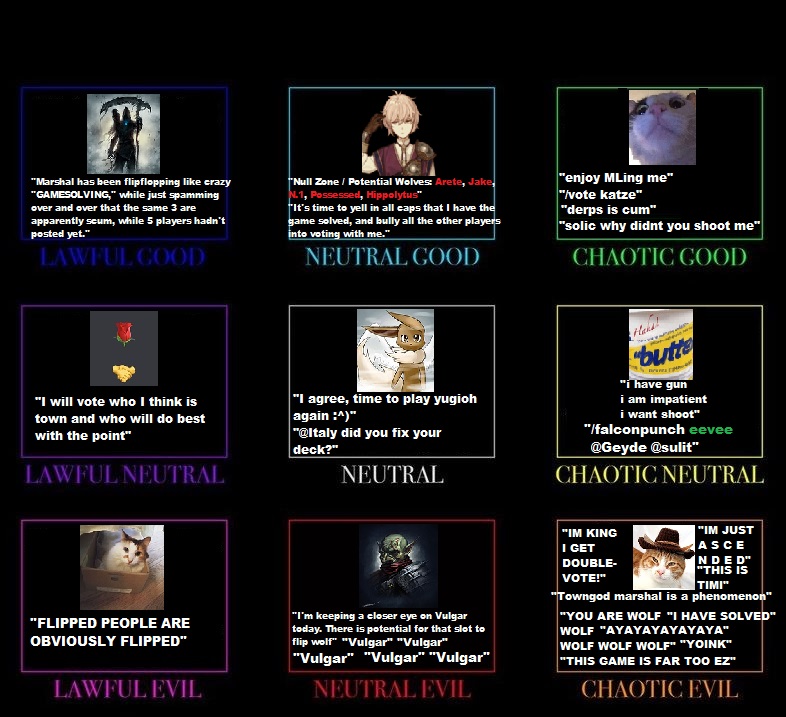 "Marshal has been flipflopping like crazy
"GAMESOLVING," while just spamming
over and over that the same 3 are
apparently scum, while 5 players hadn't
posted yet."
LAWFUL GOOD
"Null Zone / Potential Wolves: Arete, Jake,
N.1, Possessed, Hippolytus"
"It's time to yell in all caps that I have the
game solved, and bully all the other players
into voting with me."
NEUTRAL GOOD
"enjoy MLing me"
"/vote katze"
"derps is cum"
"solic why didnt you shoot me"
CHAOTIC GOOD
"I will vote who I think is
town and who will do best
with the point"
LAWFUL NEUTRAL
"I agree, time to play yugioh
again :^)"
"@Italy did you fix your
deck?"
NEUTRAL
"butte
"i have gun
i am impatient
i want shoot"
"/falconpunch eevee
@Geyde @sulit"
CHAOTIC NEUTRAL
"FLIPPED PEOPLE ARE
OBVIOUSLY FLIPPED"
LAWFUL EVIL
"I'm keeping a closer eye on Vulgar
today. There is potential for that slot to
flip wolf" "Vulgar" "Vulgar"
"Vulgar" "Vulgar" "Vulgar"
NEUTRAL EVIL
"IM KING
I GET
DOUBLE-
VOTE!"
"IM JUST
A S C E
N D E D"
"THIS IS
TIMI"
"Towngod marshal is a phenomenon"
"YOU ARE WOLF "I HAVE SOLVED"
WOLF "AYAYAYAYAYAYA"
WOLF WOLF WOLF" "YOINK"
"THIS GAME IS FAR TOO EZ"
CHAOTIC EVIL